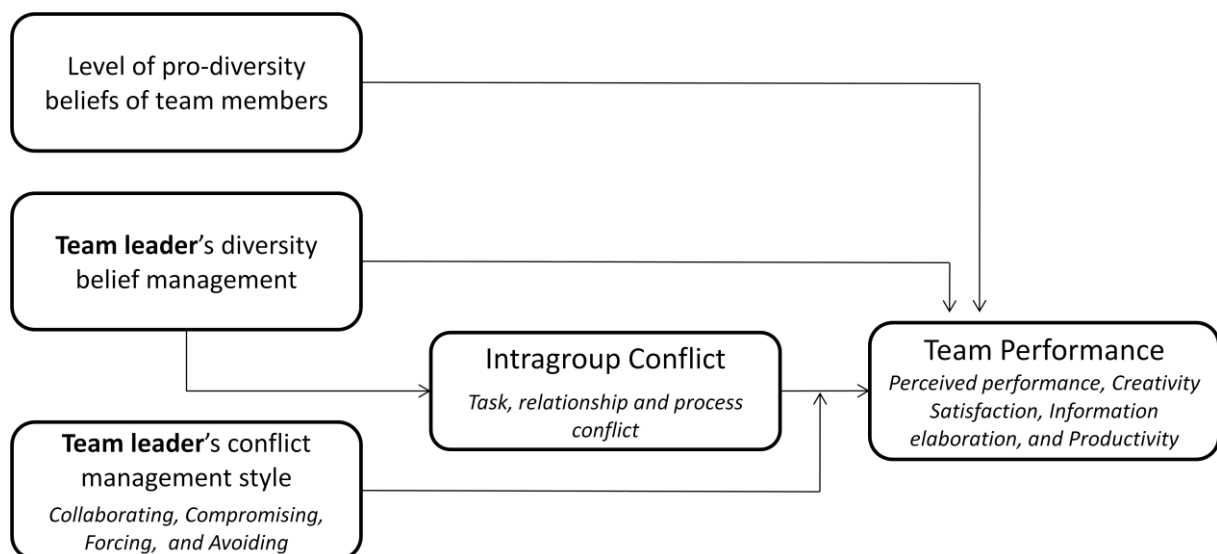 Level of pro-diversity
beliefs of team members
Team leader's diversity
belief management
Intragroup Conflict
Task, relationship and process
conflict
Team Performance
Perceived performance, Creativity
Satisfaction, Information
elaboration, and Productivity
Team leader's conflict
management style
Collaborating, Compromising,
Forcing, and Avoiding